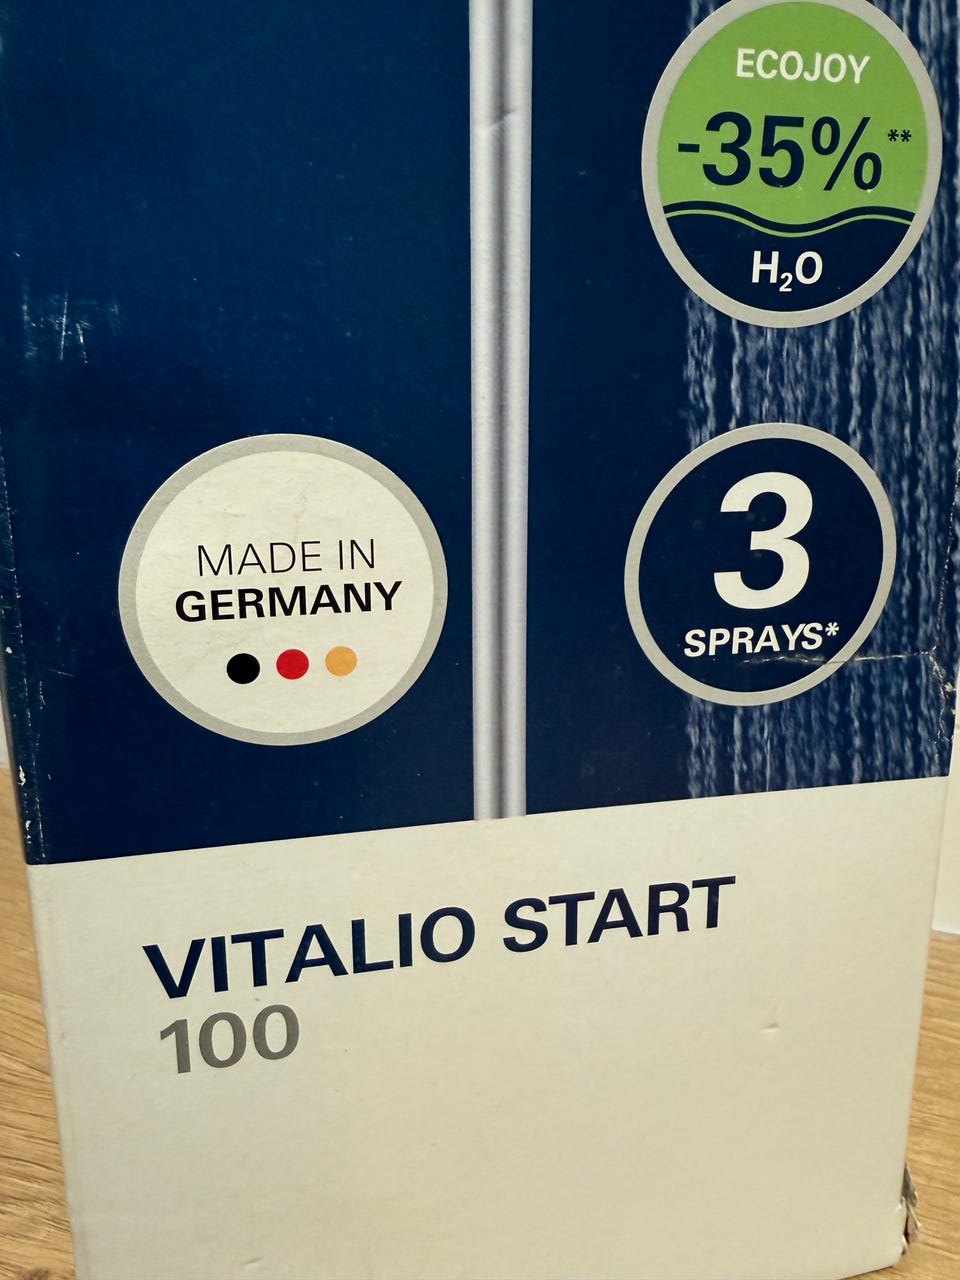 ECOJOY
-35%**
H₂O
MADE IN
GERMANY
3
SPRAYS*
VITALIO START
100